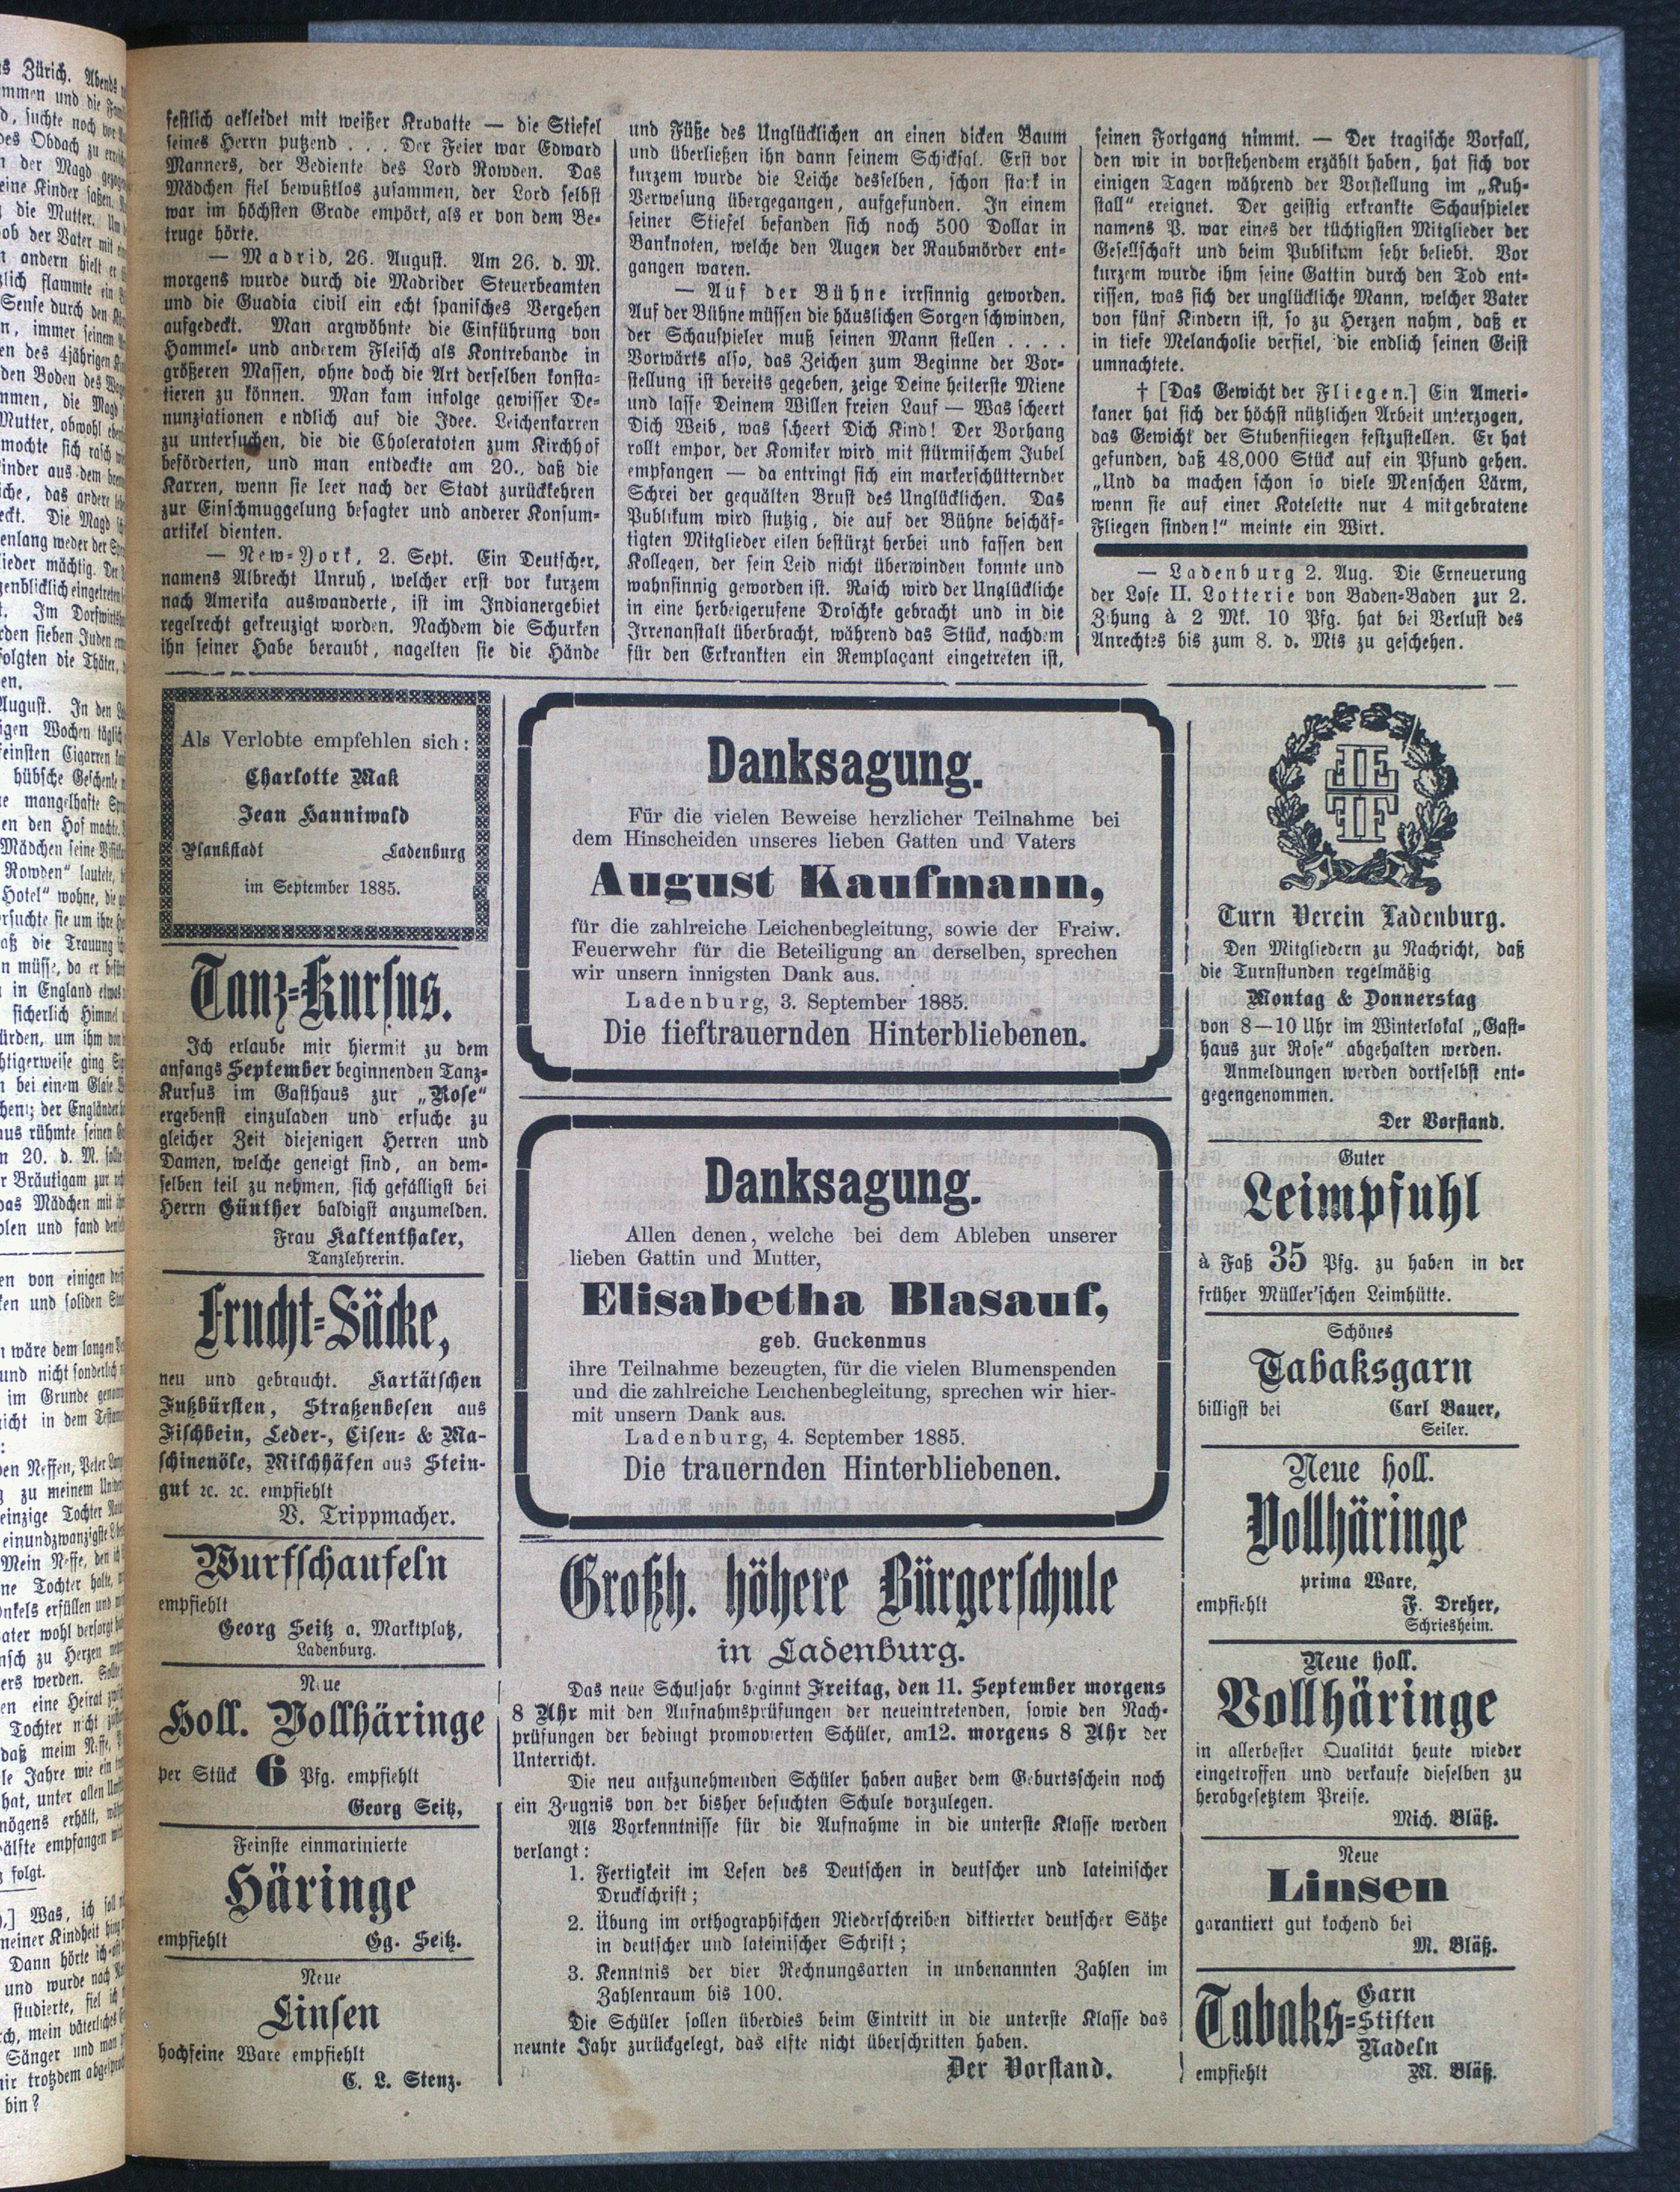 festlich gekleidet mit weißer Kravatte — die Stiefel
seines Herrn putzend . . . Der Feier war Edward
Manners, der Bediente des Lord Rowden. Das
Mädchen fiel bewußtlos zusammen, der Lord selbst
war im höchsten Grade empört, als er von dem Be-
truge hörte.
— Madrid, 26. August. Am 26. d. M.
morgens wurde durch die Madrider Steuerbeamten
und die Guadia civil ein echt spanisches Vergehen
aufgedeckt. Man argwöhnte die Einführung von
Hammel- und anderem Fleisch als Kontrebande in
größeren Massen, ohne doch die Art derselben konsta-
tieren zu können. Man kam infolge gewisser De-
nunziationen endlich auf die Idee. Leichenkarren
zu untersuchen, die die Choleratoten zum Kirchhof
beförderten, und man entdeckte am 20., daß die
Karren, wenn sie leer nach der Stadt zurückkehren
zur Einschmuggelung besagter und anderer Konsum-
artikel dienten.
— New-York, 2. Sept. Ein Deutscher,
namens Albrecht Unruh, welcher erst vor kurzem
nach Amerika auswanderte, ist im Indianergebiet
regelrecht gekreuzigt worden. Nachdem die Schurken
ihn seiner Habe beraubt, nagelten sie die Hände
und Füße des Unglücklichen an einen dicken Baum
und überließen ihn dann seinem Schicksal. Erst vor
kurzem wurde die Leiche desselben, schon stark in
Verwesung übergegangen, aufgefunden. In einem
seiner Stiefel befanden sich noch 500 Dollar in
Banknoten, welche den Augen der Raubmörder ent-
gangen waren.
— Auf der Bühne irrsinnig geworden.
Auf der Bühne müssen die häuslichen Sorgen schwinden,
der Schauspieler muß seinen Mann stellen . . . .
Vorwärts also, das Zeichen zum Beginne der Vor-
stellung ist bereits gegeben, zeige Deine heiterste Miene
und lasse Deinem Willen freien Lauf — Was scheert
Dich Weib, was scheert Dich Kind! Der Vorhang
rollt empor, der Komiker wird mit stürmischem Jubel
empfangen — da entringt sich ein markerschütternder
Schrei der gequälten Brust des Unglücklichen. Das
Publikum wird stutzig, die auf der Bühne beschäf-
tigten Mitglieder eilen bestürzt herbei und fassen den
Kollegen, der sein Leid nicht überwinden konnte und
wahnsinnig geworden ist. Rasch wird der Unglückliche
in eine herbeigerufene Droschke gebracht und in die
Irrenanstalt überbracht, während das Stück, nachdem
für den Erkrankten ein Remplaçant eingetreten ist,
seinen Fortgang nimmt. — Der tragische Vorfall,
den wir in vorstehendem erzählt haben, hat sich vor
einigen Tagen während der Vorstellung im „Kuh-
stall“ ereignet. Der geistig erkrankte Schauspieler
namens P. war eines der tüchtigsten Mitglieder der
Gesellschaft und beim Publikum sehr beliebt. Vor
kurzem wurde ihm seine Gattin durch den Tod ent-
rissen, was sich der unglückliche Mann, welcher Vater
von fünf Kindern ist, so zu Herzen nahm, daß er
in tiefe Melancholie verfiel, die endlich seinen Geist
umnachtete.
† [Das Gewicht der Fliegen.] Ein Ameri-
kaner hat sich der höchst nützlichen Arbeit unterzogen,
das Gewicht der Stubenfliegen festzustellen. Er hat
gefunden, daß 48,000 Stück auf ein Pfund gehen.
„Und da machen schon so viele Menschen Lärm,
wenn sie auf einer Kotelette nur 4 mitgebratene
Fliegen finden!“ meinte ein Wirt.
— Ladenburg 2. Aug. Die Erneuerung
der Lose II. Lotterie von Baden-Baden zur 2.
Zihung à 2 Mk. 10 Pfg. hat bei Verlust des
Anrechtes bis zum 8. d. Mts zu geschehen.
Als Verlobte empfehlen sich:
Charlotte Mak
Jean Hanniwald
Plankstadt Ladenburg
im September 1885.
Tanz-Kursus.
Ich erlaube mir hiermit zu dem
anfangs September beginnenden Tanz-
Kursus im Gasthaus zur „Rose“
ergebenst einzuladen und ersuche zu
gleicher Zeit diejenigen Herren und
Damen, welche geneigt sind, an dem-
selben teil zu nehmen, sich gefälligst bei
Herrn Günther baldigst anzumelden.
Frau Kaltenthaler,
Tanzlehrerin.
Frucht-Säcke,
neu und gebraucht. Kartätschen
Fußbürsten, Straßenbesen aus
Fischbein, Leder-, Eisen- & Ma-
schinenöle, Milchhäfen aus Stein-
gut ꝛc. ꝛc. empfiehlt
V. Trippmacher.
Wurfschaufeln
empfiehlt
Georg Seitz a. Marktplatz,
Ladenburg.
Neue
Holl. Vollhäringe
per Stück 6 Pfg. empfiehlt
Georg Seitz,
Feinste einmarinierte
Häringe
empfiehlt Gg. Seitz.
Neue
Linsen
hochfeine Ware empfiehlt
C. L. Stenz.
Danksagung.
Für die vielen Beweise herzlicher Teilnahme bei
dem Hinscheiden unseres lieben Gatten und Vaters
August Kaufmann,
für die zahlreiche Leichenbegleitung, sowie der Freiw.
Feuerwehr für die Beteiligung an derselben, sprechen
wir unsern innigsten Dank aus.
Ladenburg, 3. September 1885.
Die tieftrauernden Hinterbliebenen.
Danksagung.
Allen denen, welche bei dem Ableben unserer
lieben Gattin und Mutter,
Elisabetha Blasauf,
geb. Guckenmus
ihre Teilnahme bezeugten, für die vielen Blumenspenden
und die zahlreiche Leichenbegleitung, sprechen wir hier-
mit unsern Dank aus.
Ladenburg, 4. September 1885.
Die trauernden Hinterbliebenen.
Großh. höhere Bürgerschule
in Ladenburg.
Das neue Schuljahr beginnt Freitag, den 11. September morgens
8 Uhr mit den Aufnahmsprüfungen der neueintretenden, sowie den Nach-
prüfungen der bedingt promovierten Schüler, am12. morgens 8 Uhr der
Unterricht.
Die neu aufzunehmenden Schüler haben außer dem Geburtsschein noch
ein Zeugnis von der bisher besuchten Schule vorzulegen.
Als Vorkenntnisse für die Aufnahme in die unterste Klasse werden
verlangt:
1. Fertigkeit im Lesen des Deutschen in deutscher und lateinischer
Druckschrift;
2. Übung im orthographischen Niederschreiben diktierter deutscher Sätze
in deutscher und lateinischer Schrift;
3. Kenntnis der vier Rechnungsarten in unbenannten Zahlen im
Zahlenraum bis 100.
Die Schüler sollen überdies beim Eintritt in die unterste Klasse das
neunte Jahr zurückgelegt, das elfte nicht überschritten haben.
Der Vorstand.
Turn Verein Ladenburg.
Den Mitgliedern zu Nachricht, daß
die Turnstunden regelmäßig
Montag & Donnerstag
von 8—10 Uhr im Winterlokal „Gast-
haus zur Rose“ abgehalten werden.
Anmeldungen werden dortselbst ent-
gegengenommen.
Der Vorstand.
Guter
Leimpfuhl
à Faß 35 Pfg. zu haben in der
früher Müller'schen Leimhütte.
Schönes
Tabaksgarn
billigst bei Carl Bauer,
Seiler.
Neue holl.
Vollhäringe
prima Ware,
empfiehlt F. Dreher,
Schriesheim.
Neue holl.
Vollhäringe
in allerbester Qualität heute wieder
eingetroffen und verkaufe dieselben zu
herabgesetztem Preise.
Mich. Bläß.
Neue
Linsen
garantiert gut kochend bei
M. Bläß.
Tabaks-Garn
Stiften
Nadeln
empfiehlt M. Bläß.